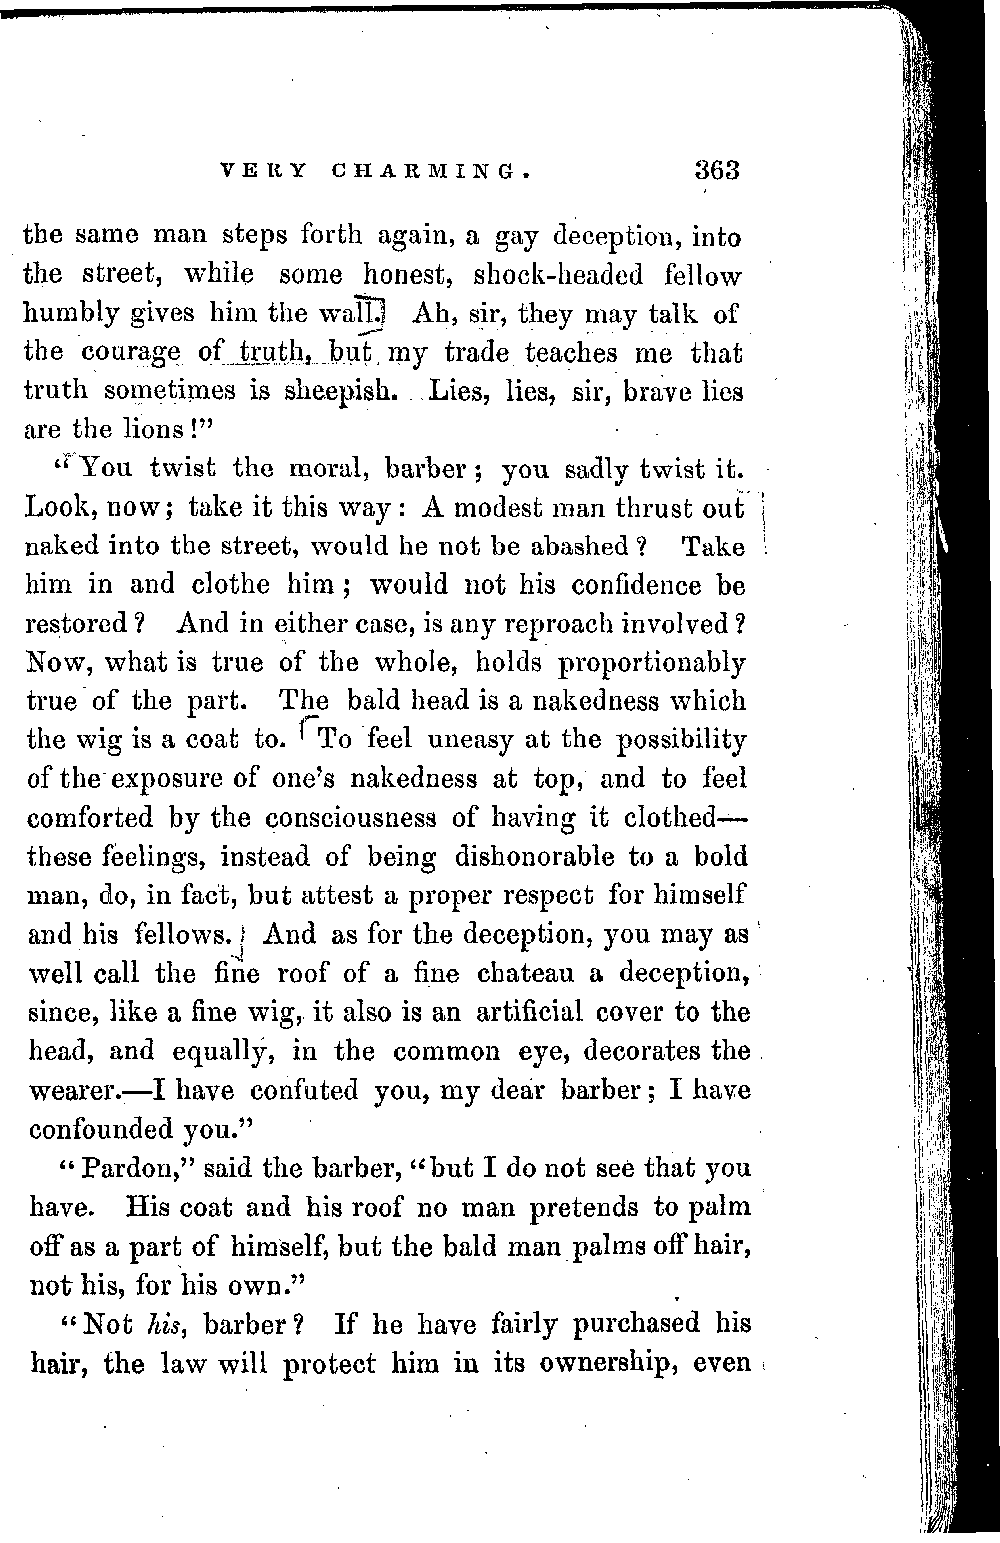 VERY CHARMING. 363
the same man steps forth again, a gay deception, into
the street, while some honest, shock-headed fellow
humbly gives him the wall. Ah, sir, they may talk of
the courage of truth, but my trade teaches me that
truth sometimes is sheepish. Lies, lies, sir, brave lies
are the lions!”
“You twist the moral, barber; you sadly twist it.
Look, now; take it this way: A modest man thrust out
naked into the street, would he not be abashed? Take
him in and clothe him; would not his confidence be
restored? And in either case, is any reproach involved?
Now, what is true of the whole, holds proportionably
true of the part. The bald head is a nakedness which
the wig is a coat to. To feel uneasy at the possibility
of the exposure of one’s nakedness at top, and to feel
comforted by the consciousness of having it clothed—
these feelings, instead of being dishonorable to a bold
man, do, in fact, but attest a proper respect for himself
and his fellows. And as for the deception, you may as
well call the fine roof of a fine chateau a deception,
since, like a fine wig, it also is an artificial cover to the
head, and equally, in the common eye, decorates the
wearer.—I have confuted you, my dear barber; I have
confounded you.”
“Pardon,” said the barber, “but I do not see that you
have. His coat and his roof no man pretends to palm
off as a part of himself, but the bald man palms off hair,
not his, for his own.”
“Not his, barber? If he have fairly purchased his
hair, the law will protect him in its ownership, even